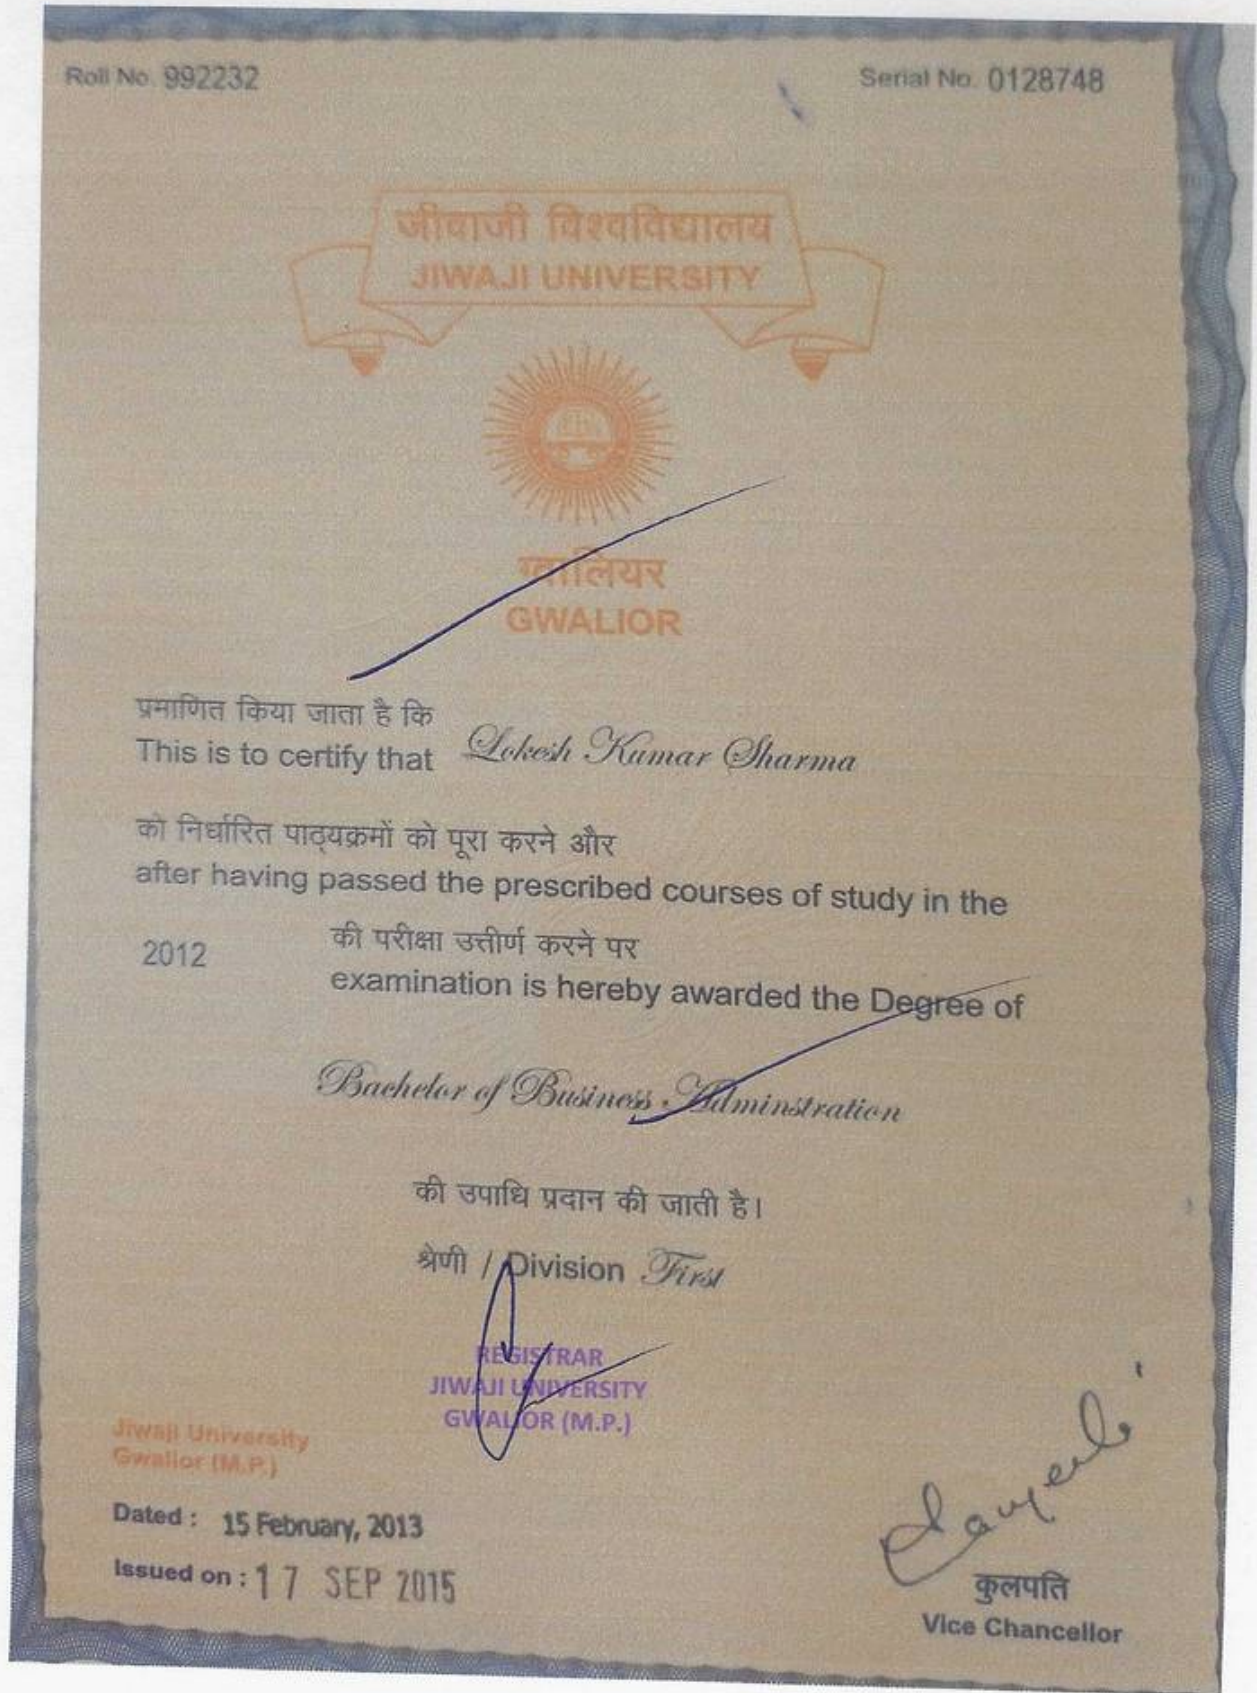 Roll No. 992232
Serial No. 0128748
जीवाजी विश्वविद्यालय
JIWAJI UNIVERSITY
ग्वालियर
GWALIOR
प्रमाणित किया जाता है कि
This is to certify that Lokesh Kumar Sharma
को निर्धारित पाठ्यक्रमों को पूरा करने और
after having passed the prescribed courses of study in the
2012 की परीक्षा उत्तीर्ण करने पर
examination is hereby awarded the Degree of
Bachelor of Business Adminstration
की उपाधि प्रदान की जाती है।
श्रेणी / Division First
REGISTRAR
JIWAJI UNIVERSITY
GWALIOR (M.P.)
Jiwaji University
Gwalior (M.P.)
Dated : 15 February, 2013
Issued on : 17 SEP 2015
कुलपति
Vice Chancellor